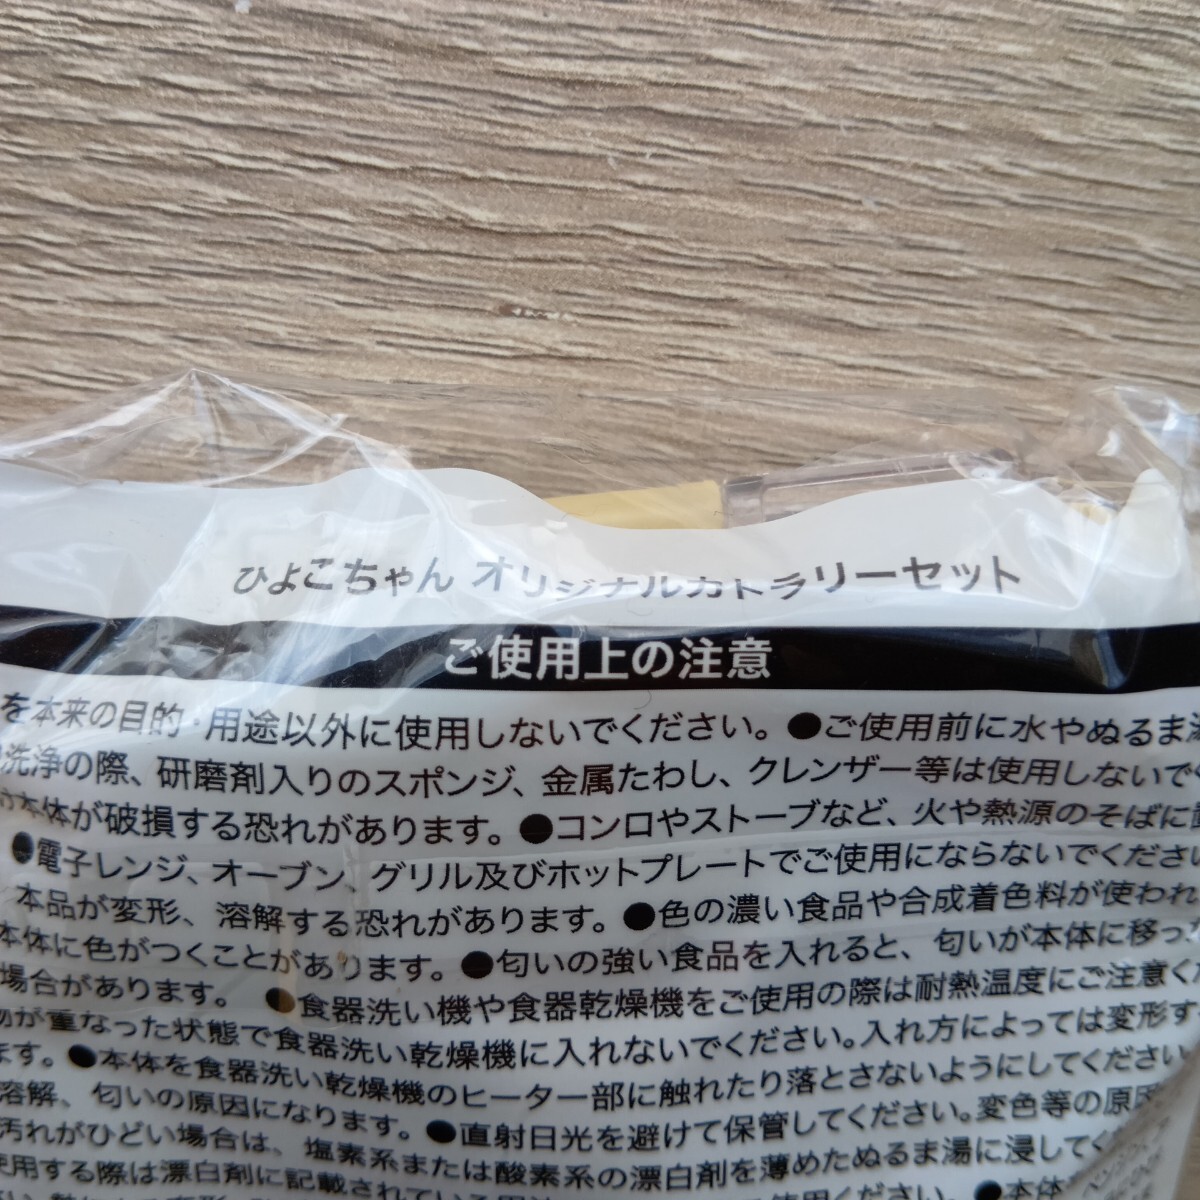 ひよこちゃん オリジナルカトラリーセット
ご使用上の注意
を本来の目的・用途以外に使用しないでください。●ご使用前に水やぬるま湯
洗浄の際、研磨剤入りのスポンジ、金属たわし、クレンザー等は使用しないで
本体が破損する恐れがあります。●コンロやストーブなど、火や熱源のそばに
●電子レンジ、オーブン、グリル及びホットプレートでご使用にならないでください
本品が変形、溶解する恐れがあります。●色の濃い食品や合成着色料が使われ
本体に色がつくことがあります。●匂いの強い食品を入れると、匂いが本体に移っ
場合があります。●食器洗い機や食器乾燥機をご使用の際は耐熱温度にご注意く
物が重なった状態で食器洗い乾燥機に入れないでください。入れ方によっては変形す
ます。●本体を食器洗い乾燥機のヒーター部に触れたり落とさないようにしてください
溶解、匂いの原因になります。●直射日光を避けて保管してください。変色等の原因
汚れがひどい場合は、塩素系または酸素系の漂白剤を薄めたぬるま湯に浸してく
使用する際は漂白剤に記載されている
使用ください。●本体